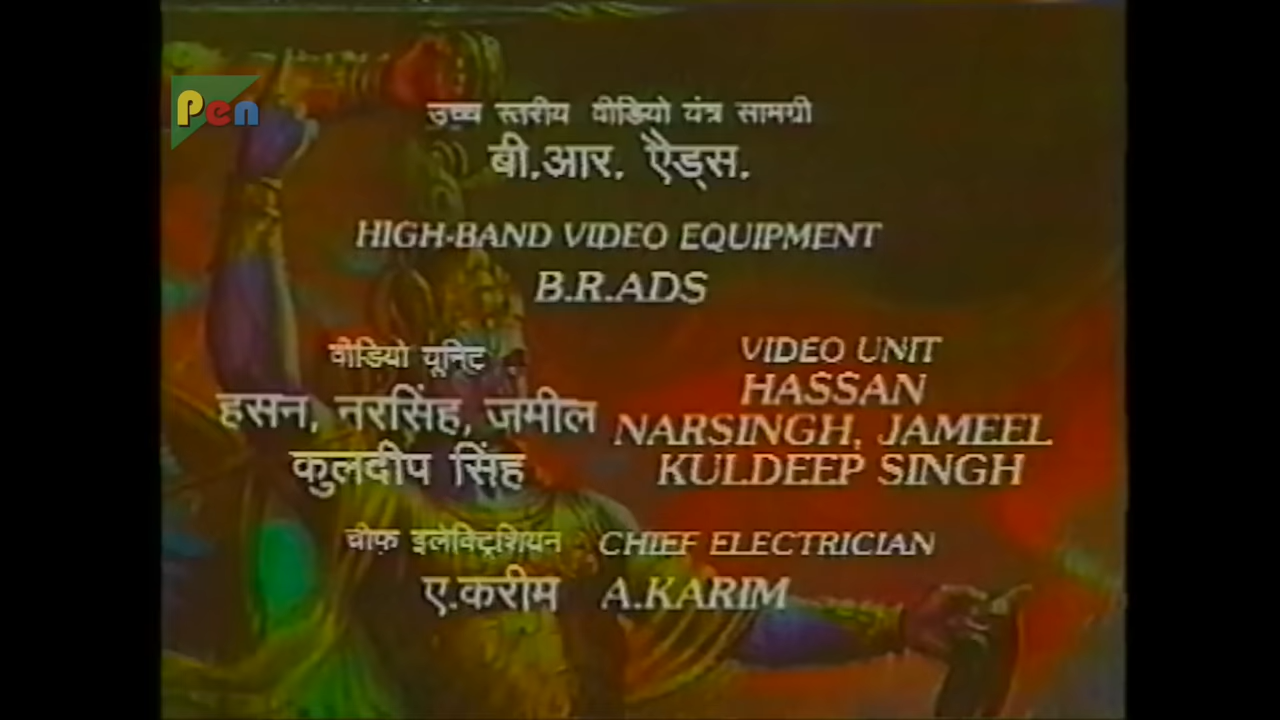 Pen
उच्च स्तरीय वीडियो यंत्र सामग्री
बी.आर. ऐैड्स.
HIGH-BAND VIDEO EQUIPMENT
B.R.ADS
वीडियो यूनिट
हसन, नरसिंह, जमील
कुलदीप सिंह
VIDEO UNIT
HASSAN
NARSINGH, JAMEEL
KULDEEP SINGH
चीफ़ इलेक्ट्रिशियन
ए.करीम
CHIEF ELECTRICIAN
A.KARIM